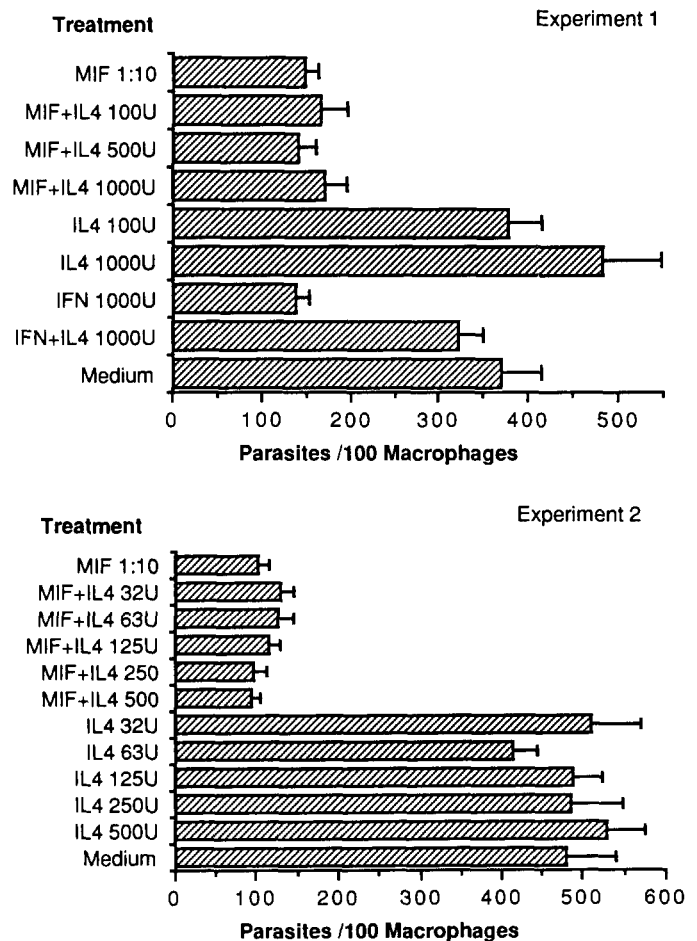 Treatment
Experiment 1
MIF 1:10
MIF+IL4 100U
MIF+IL4 500U
MIF+IL4 1000U
IL4 100U
IL4 1000U
IFN 1000U
IFN+IL4 1000U
Medium
0 100 200 300 400 500
Parasites /100 Macrophages
Treatment
Experiment 2
MIF 1:10
MIF+IL4 32U
MIF+IL4 63U
MIF+IL4 125U
MIF+IL4 250
MIF+IL4 500
IL4 32U
IL4 63U
IL4 125U
IL4 250U
IL4 500U
Medium
0 100 200 300 400 500 600
Parasites /100 Macrophages